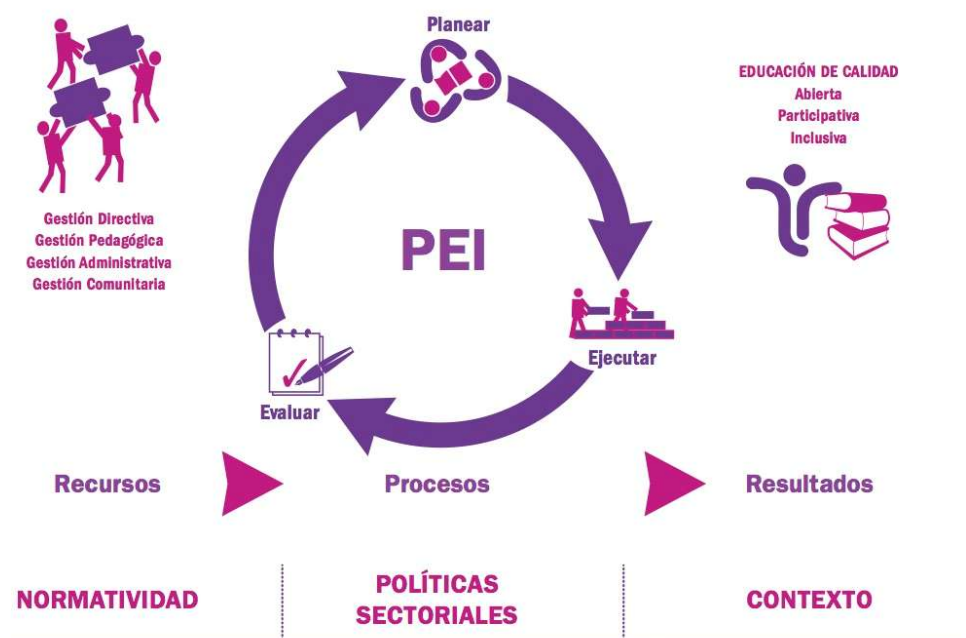 Planear
EDUCACIÓN DE CALIDAD
Abierta
Participativa
Inclusiva
Gestión Directiva
Gestión Pedagógica
Gestión Administrativa
Gestión Comunitaria
PEI
Ejecutar
Evaluar
Recursos
Procesos
Resultados
NORMATIVIDAD
POLÍTICAS
SECTORIALES
CONTEXTO